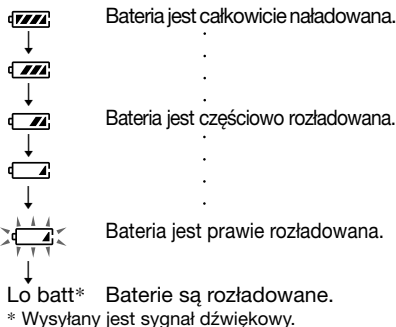 Bateria jest całkowicie naładowana.
Bateria jest częściowo rozładowana.
Bateria jest prawie rozładowana.
Lo batt* Baterie są rozładowane.
* Wysyłany jest sygnał dźwiękowy.